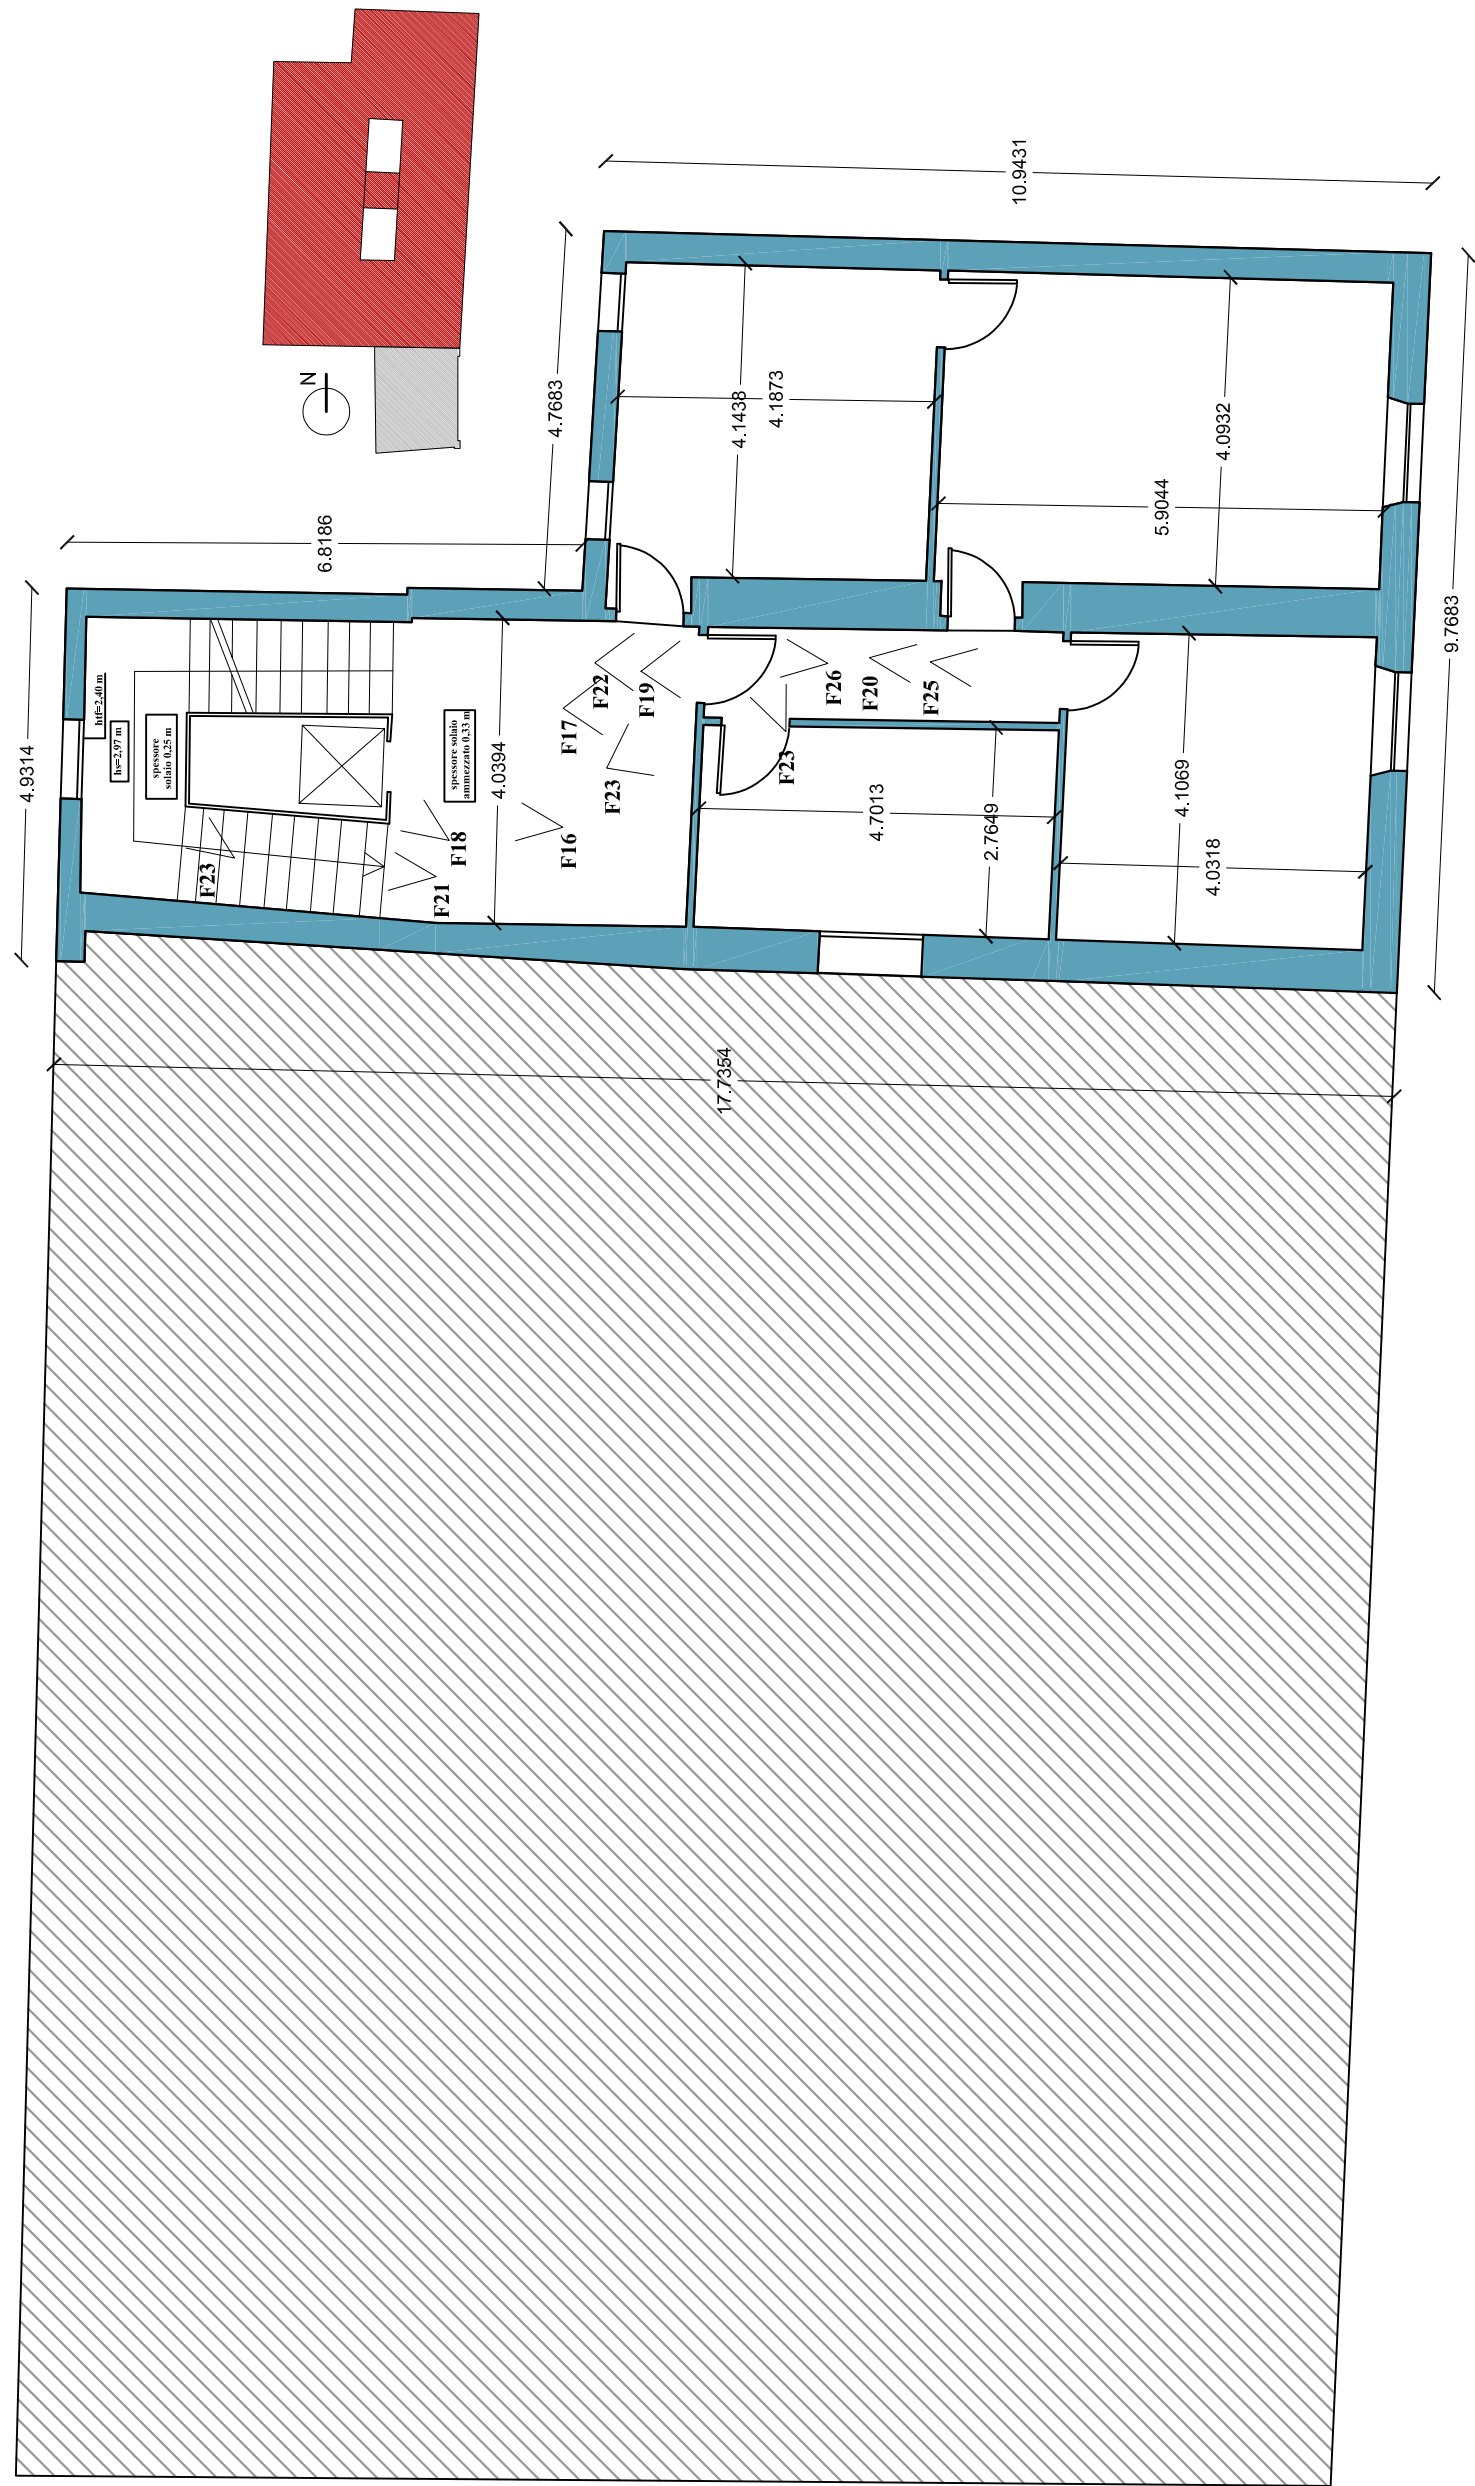 N
10.9431
4.7683
6.8186
4.1438
4.1873
4.0932
5.9044
9.7683
4.9314
htf=2,40 m
hs=2,97 m
spessore
solaio 0,25 m
spessore solaio
ammezzato 0,33 m
4.0394
F17
F22
F19
F23
F26
F20
F25
F23
F16
F18
F21
F23
4.7013
2.7649
4.1069
4.0318
17.7354